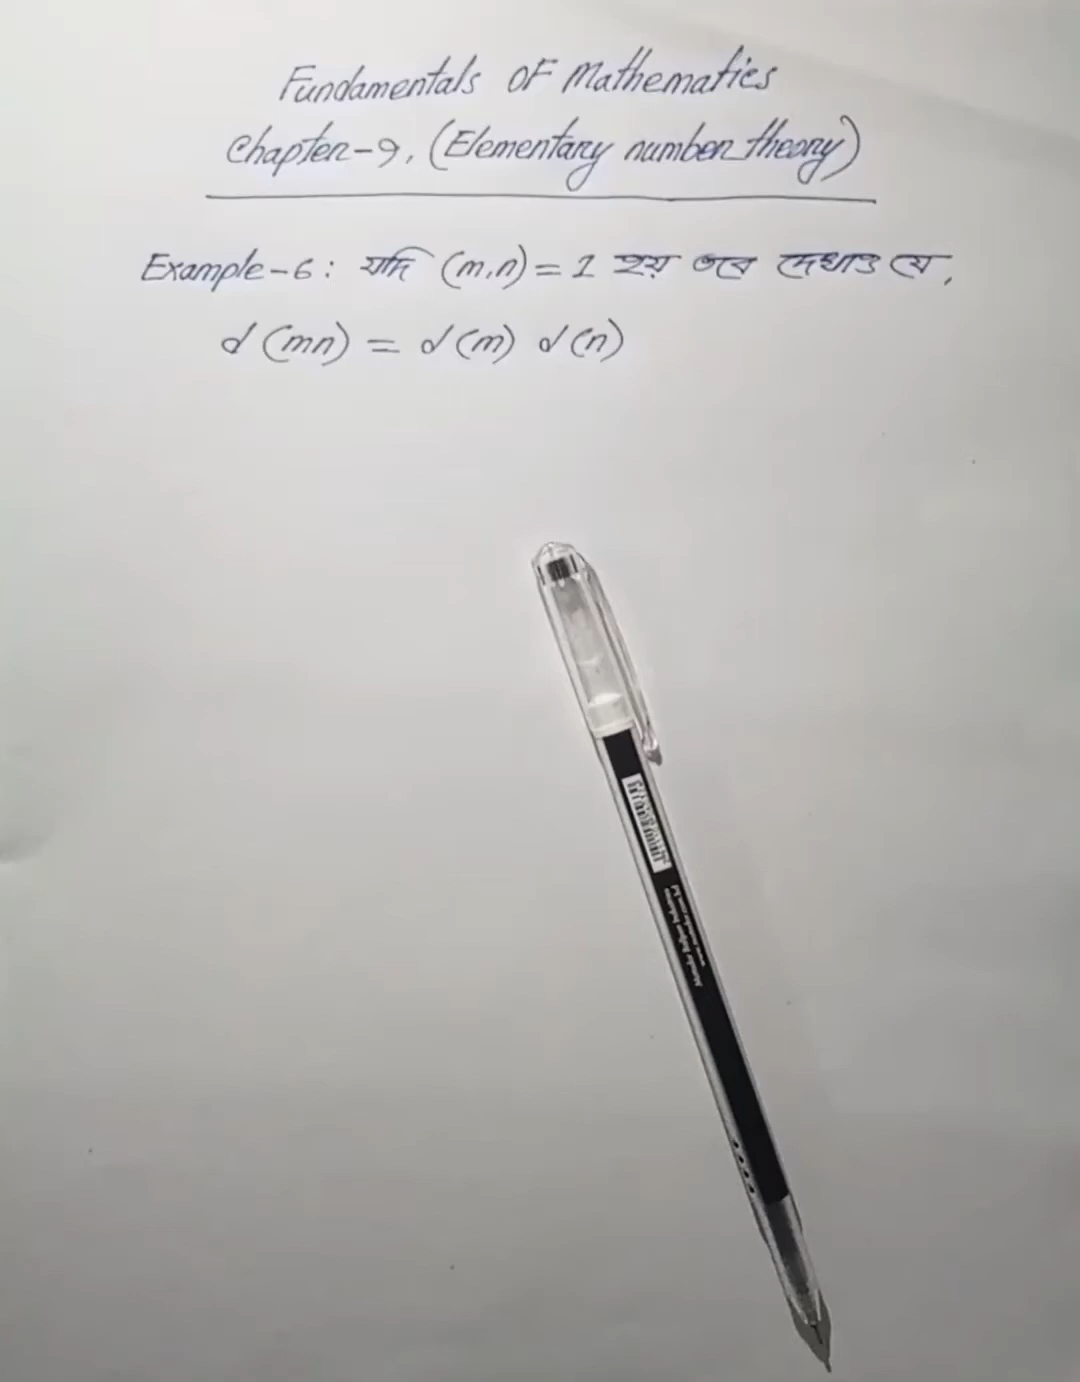 Fundamentals of Mathematics
Chapter-9, (Elementary number theory)
Example-6: যদি (m,n) = 1 হয় তবে দেখাও যে,
d(mn) = d(m) d(n)